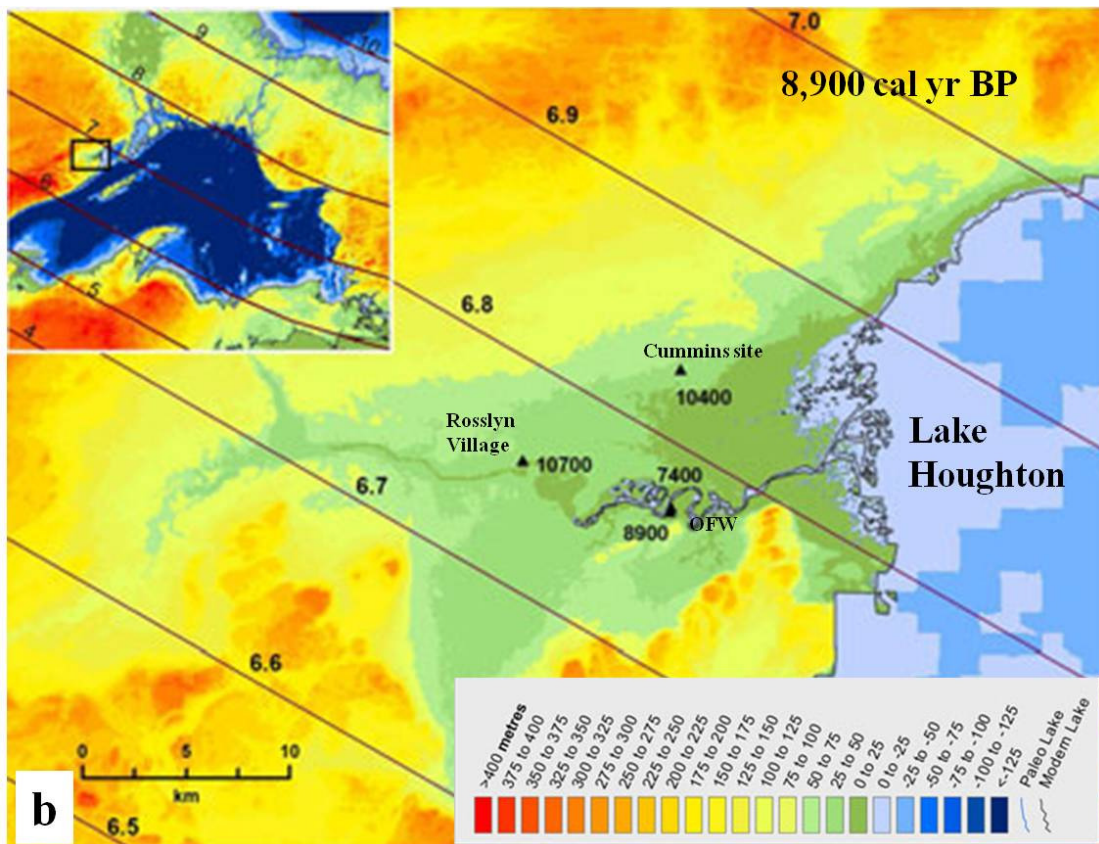 9
10
8
7
6
5
4
7.0
8,900 cal yr BP
6.9
6.8
Cummins site
10400
Rosslyn
Village
10700
Lake
Houghton
7400
6.7
OFW
8900
6.6
0 5 10
km
b
6.5
>400 metres
375 to 400
350 to 375
325 to 350
300 to 325
275 to 300
250 to 275
225 to 250
200 to 225
175 to 200
150 to 175
125 to 150
100 to 125
75 to 100
50 to 75
25 to 50
0 to 25
0 to -25
-25 to -50
-50 to -75
-75 to -100
-100 to -125
<-125
Paleo Lake
Modern Lake